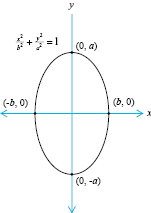 y
x²/b² + y²/a² = 1
(0, a)
(-b, 0)
(b, 0)
x
(0, -a)